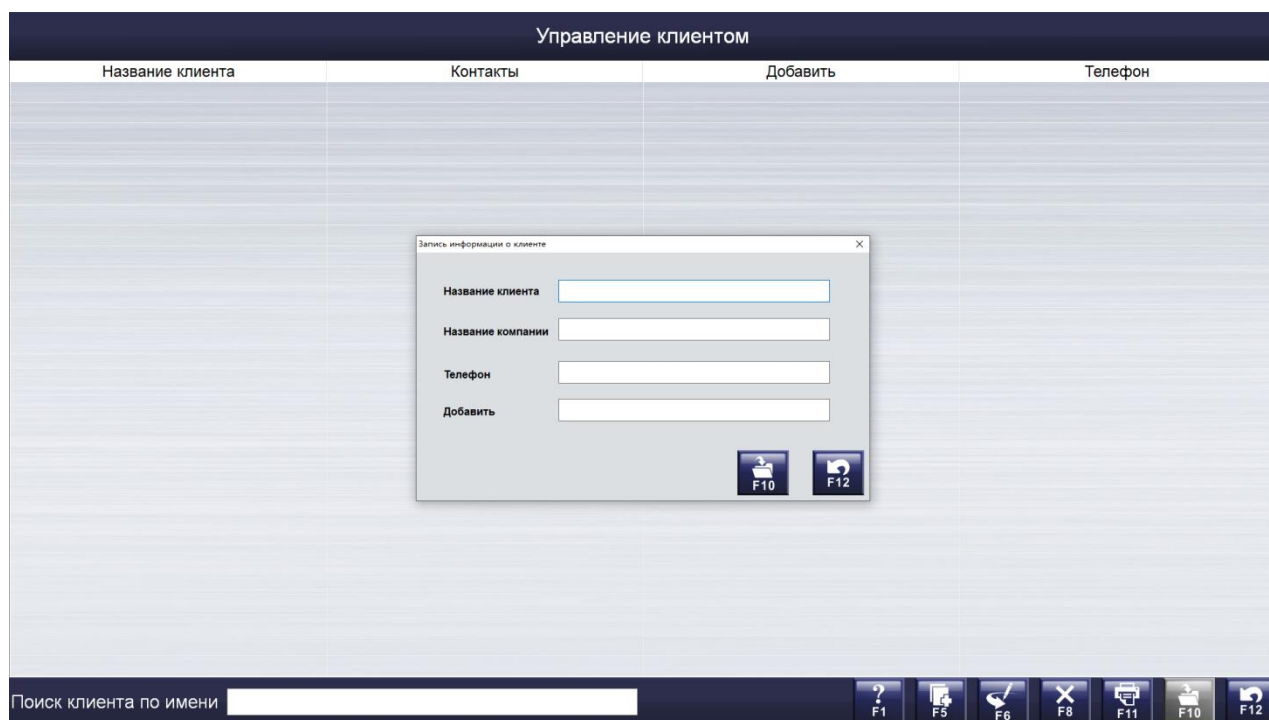 Управление клиентом
Название клиента Контакты Добавить Телефон
Запись информации о клиенте
Название клиента
Название компании
Телефон
Добавить
F10 F12
Поиск клиента по имени ? F1 F5 F6 F8 F11 F10 F12